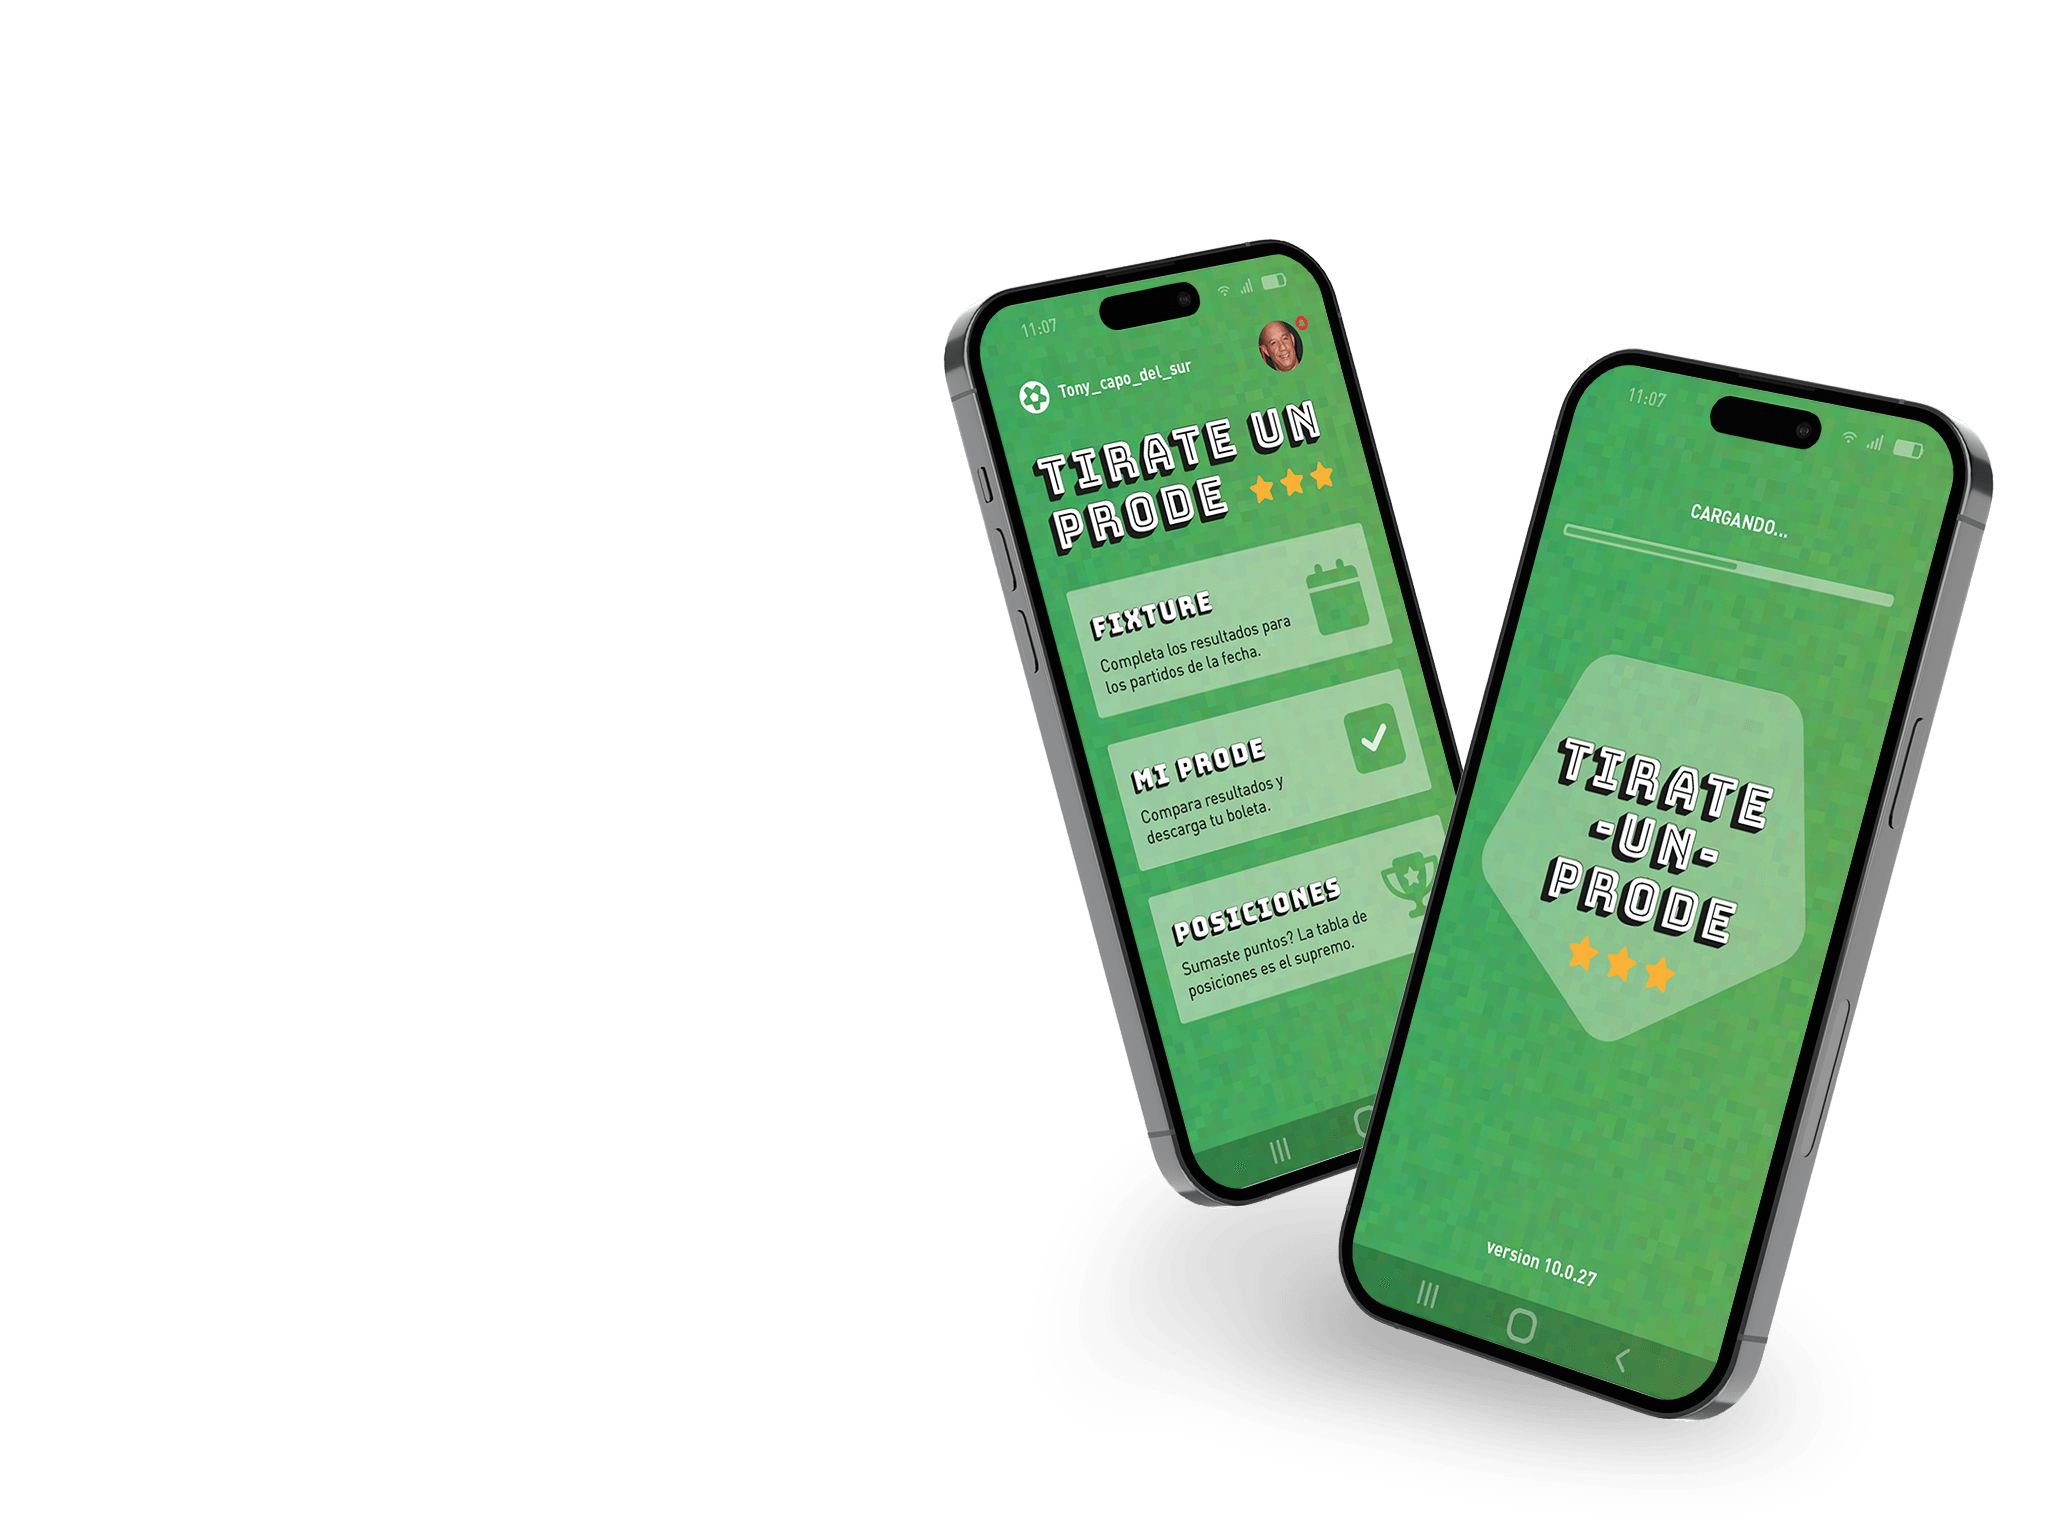 11:07
Tony_capo_del_sur
TIRATE UN
PRODE
FIXTURE
Completa los resultados para
los partidos de la fecha.
MI PRODE
Compara resultados y
descarga tu boleta.
POSICIONES
Sumaste puntos? La tabla de
posiciones es el supremo.
11:07
CARGANDO...
TIRATE
-UN-
PRODE
version 10.0.27